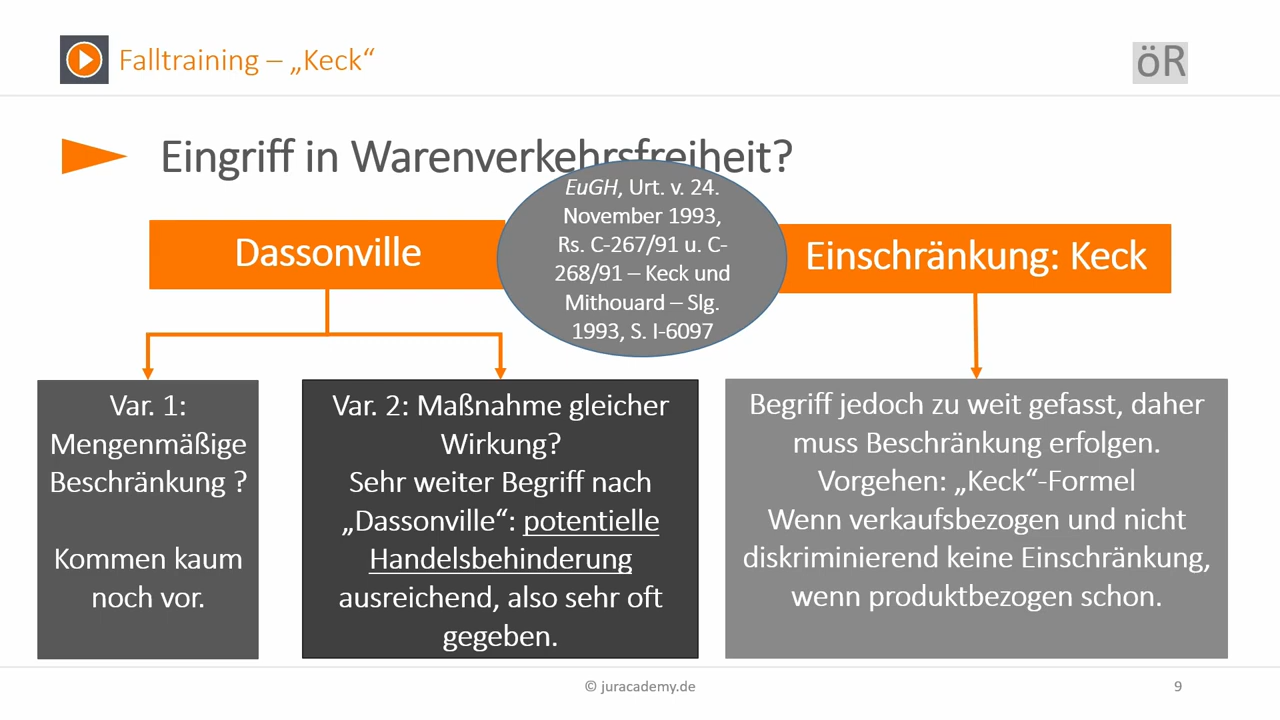 Falltraining – „Keck“
öR
Eingriff in Warenverkehrsfreiheit?
EuGH, Urt. v. 24.
November 1993,
Rs. C-267/91 u. C-
268/91 – Keck und
Mithouard – Slg.
1993, S. I-6097
Dassonville
Einschränkung: Keck
Var. 1:
Mengenmäßige
Beschränkung ?
Kommen kaum
noch vor.
Var. 2: Maßnahme gleicher
Wirkung?
Sehr weiter Begriff nach
„Dassonville“: potentielle
Handelsbehinderung
ausreichend, also sehr oft
gegeben.
Begriff jedoch zu weit gefasst, daher
muss Beschränkung erfolgen.
Vorgehen: „Keck“-Formel
Wenn verkaufsbezogen und nicht
diskriminierend keine Einschränkung,
wenn produktbezogen schon.
© juracademy.de
9